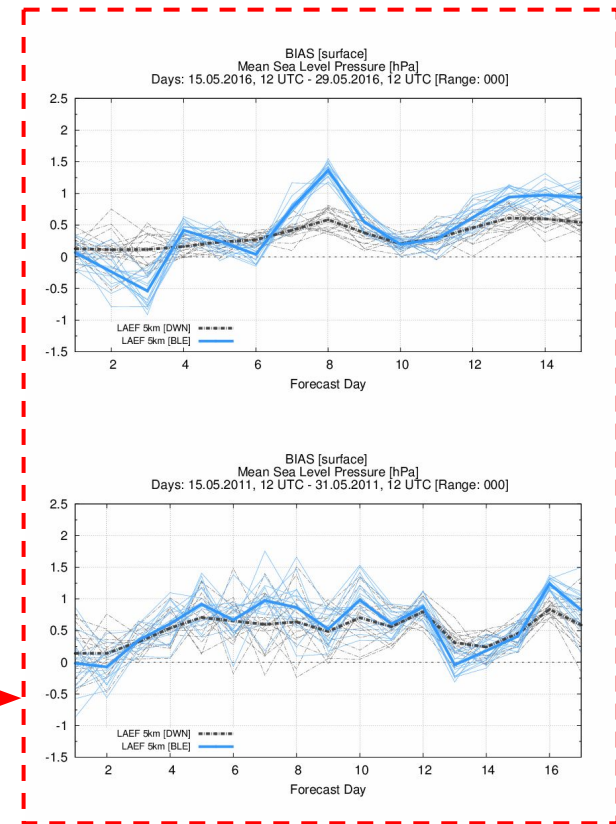 BIAS [surface]
Mean Sea Level Pressure [hPa]
Days: 15.05.2016, 12 UTC - 29.05.2016, 12 UTC [Range: 000]
2.5
2
1.5
1
0.5
0
-0.5
-1
-1.5
LAEF 5km [DWN]
LAEF 5km [BLE]
2 4 6 8 10 12 14
Forecast Day
BIAS [surface]
Mean Sea Level Pressure [hPa]
Days: 15.05.2011, 12 UTC - 31.05.2011, 12 UTC [Range: 000]
2.5
2
1.5
1
0.5
0
-0.5
-1
-1.5
LAEF 5km [DWN]
LAEF 5km [BLE]
2 4 6 8 10 12 14 16
Forecast Day